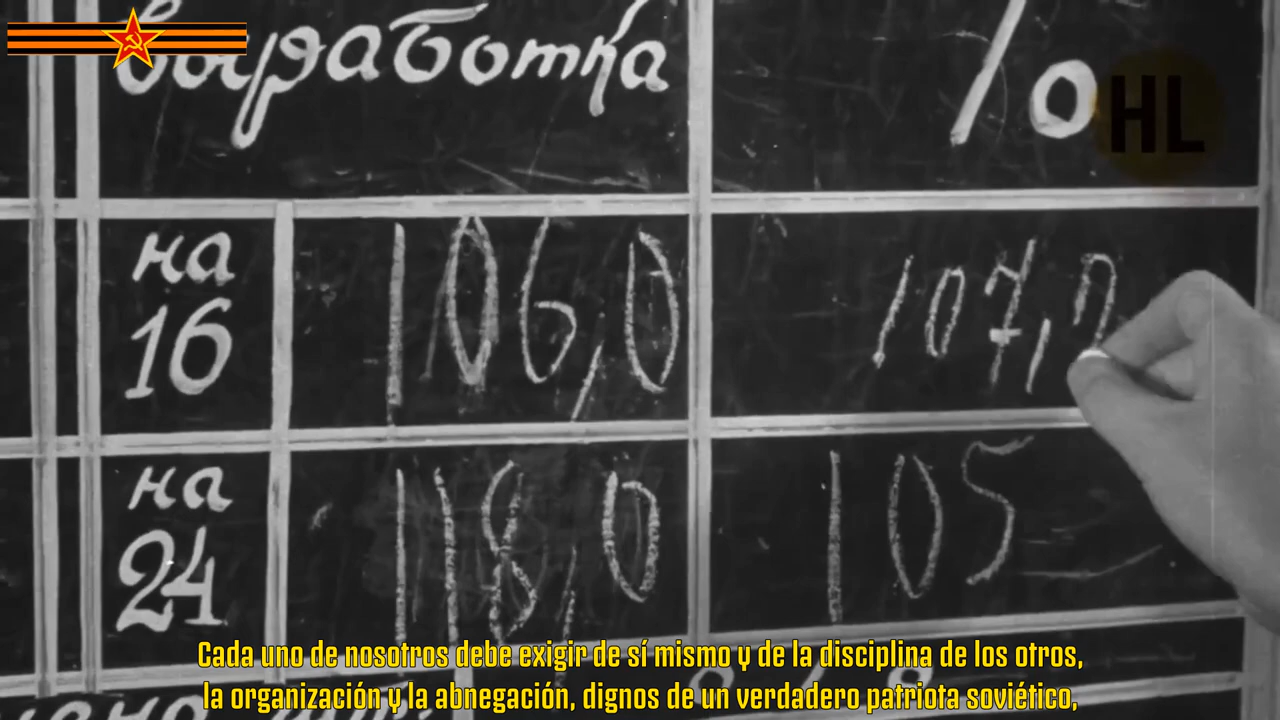 выработка %
HL
на 16 106,0 107,
на 24 118,0 105
Cada uno de nosotros debe exigir de sí mismo y de la disciplina de los otros,
la organización y la abnegación, dignos de un verdadero patriota soviético,